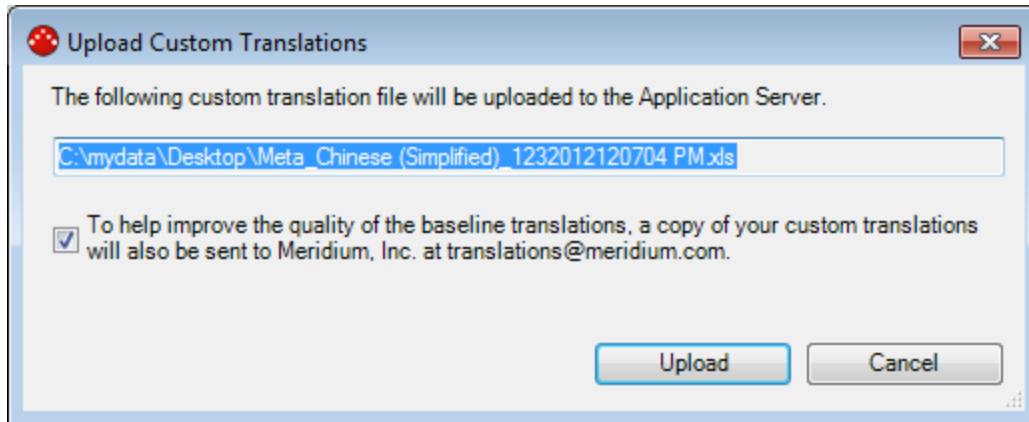 Upload Custom Translations
The following custom translation file will be uploaded to the Application Server.
C:\mydata\Desktop\Meta_Chinese (Simplified)_1232012120704 PM.xls
To help improve the quality of the baseline translations, a copy of your custom translations
will also be sent to Meridium, Inc. at translations@meridium.com.
Upload Cancel